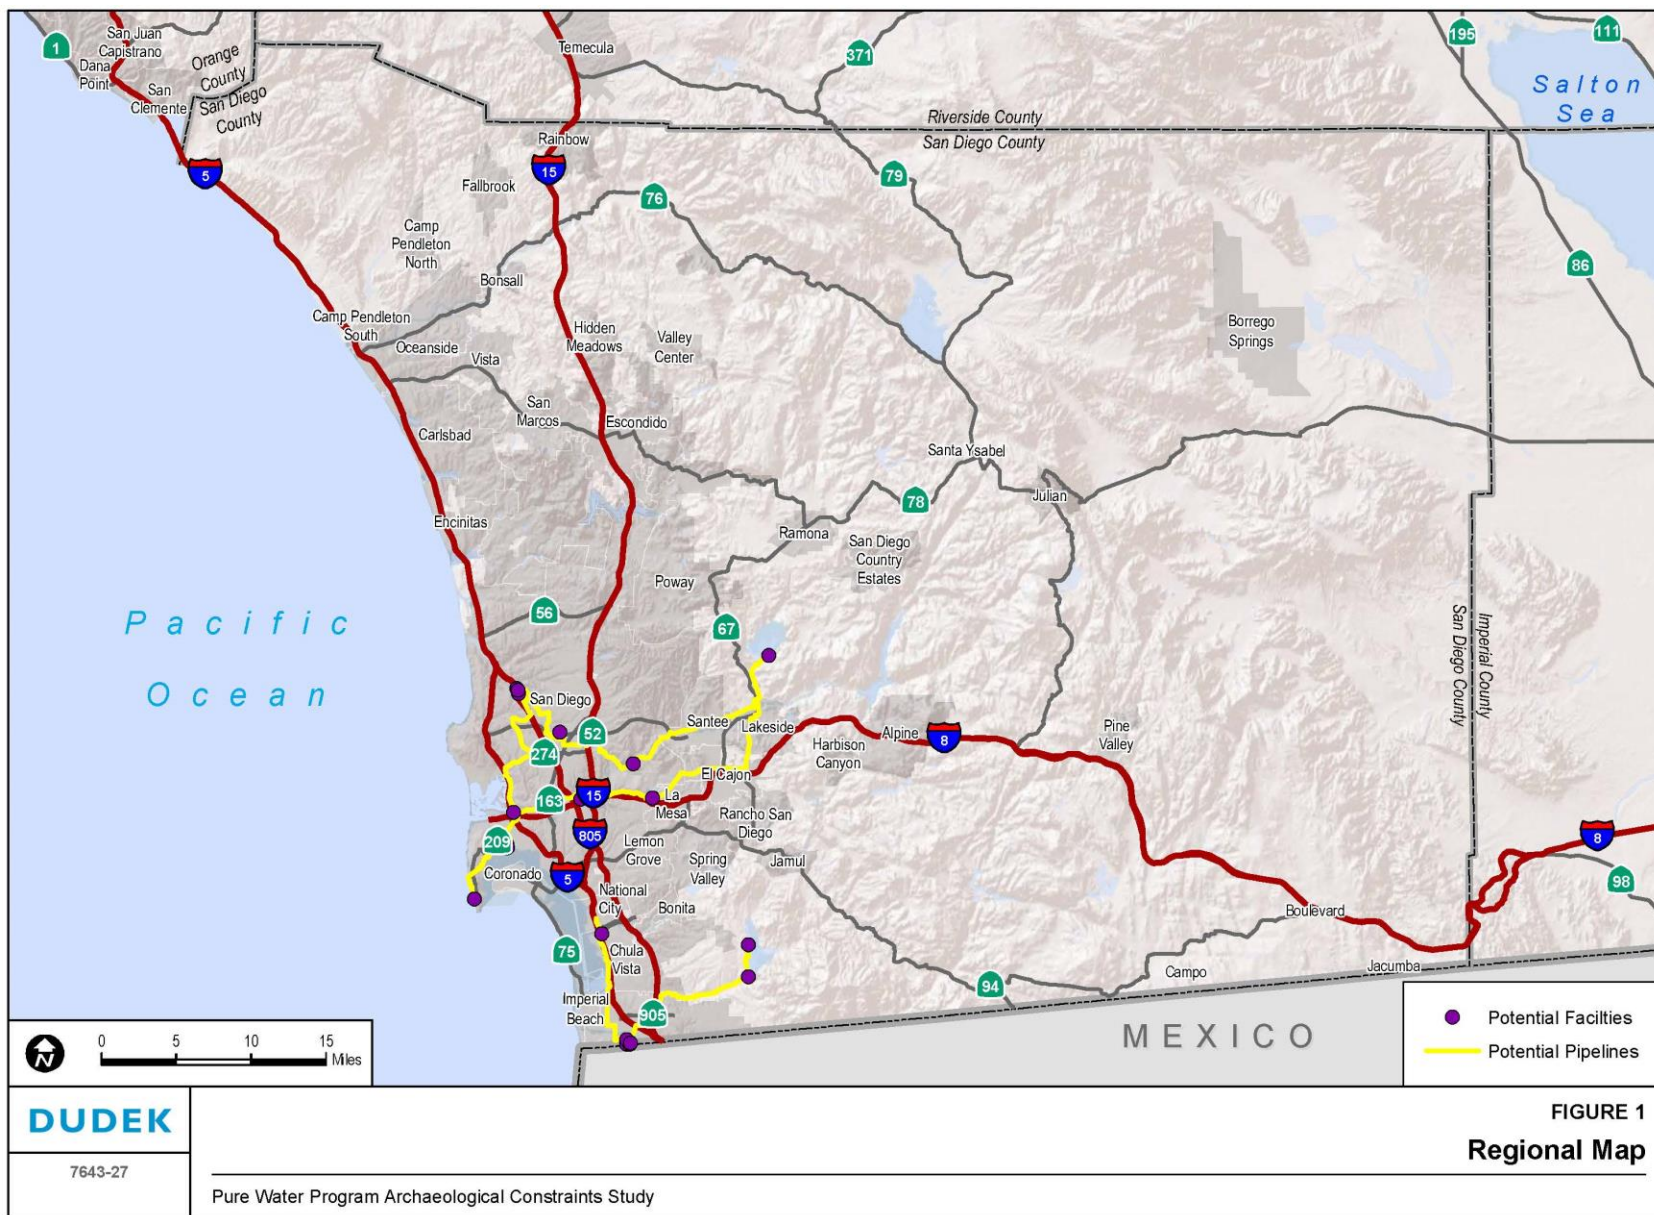 1
San Juan
Capistrano
Dana
Point
San
Clemente
Orange
County
San Diego
County
Temecula
371
195
111
Salton
Sea
Riverside County
San Diego County
Rainbow
5
15
Fallbrook
76
79
Camp
Pendleton
North
86
Bonsall
Camp Pendleton
South
Oceanside
Vista
Hidden
Meadows
Valley
Center
Borrego
Springs
San
Marcos
Escondido
Carlsbad
Santa Ysabel
78
Julian
Encinitas
Ramona
San Diego
Country
Estates
Poway
56
67
Pacific
Ocean
San Diego County
Imperial County
San Diego
Santee
Lakeside
52
274
Alpine
8
Pine
Valley
Harbison
Canyon
El Cajon
15
163
La
Mesa
Rancho San
Diego
805
209
Lemon
Grove
8
Spring
Valley
Jamul
Coronado
5
98
National
City
Bonita
Boulevard
75
Chula
Vista
Jacumba
Campo
94
Imperial
Beach
905
MEXICO
Potential Facilties
Potential Pipelines
N
0 5 10 15
Miles
DUDEK
7643-27
FIGURE 1
Regional Map
Pure Water Program Archaeological Constraints Study